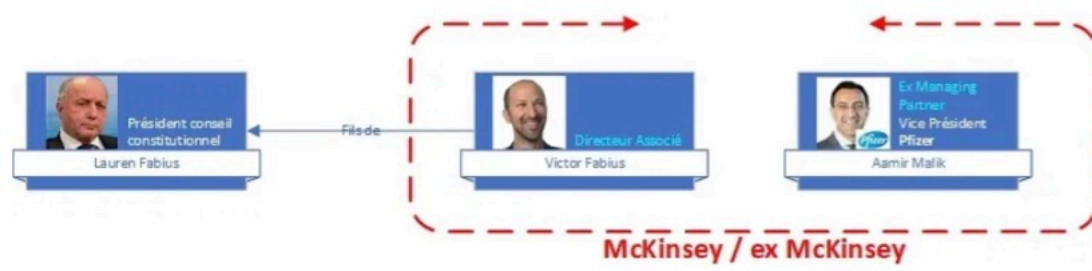 Président conseil
constitutionnel
Lauren Fabius
Fils de
Directeur Associé
Victor Fabius
Ex Managing
Partner
Vice Président
Pfizer
Pfizer
Aamir Malik
McKinsey / ex McKinsey